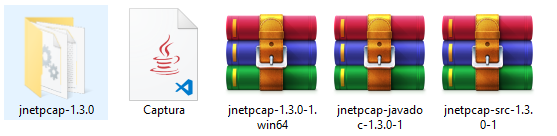 jnetpcap-1.3.0
Captura
jnetpcap-1.3.0-1.
win64
jnetpcap-javado
c-1.3.0-1
jnetpcap-src-1.3.
0-1